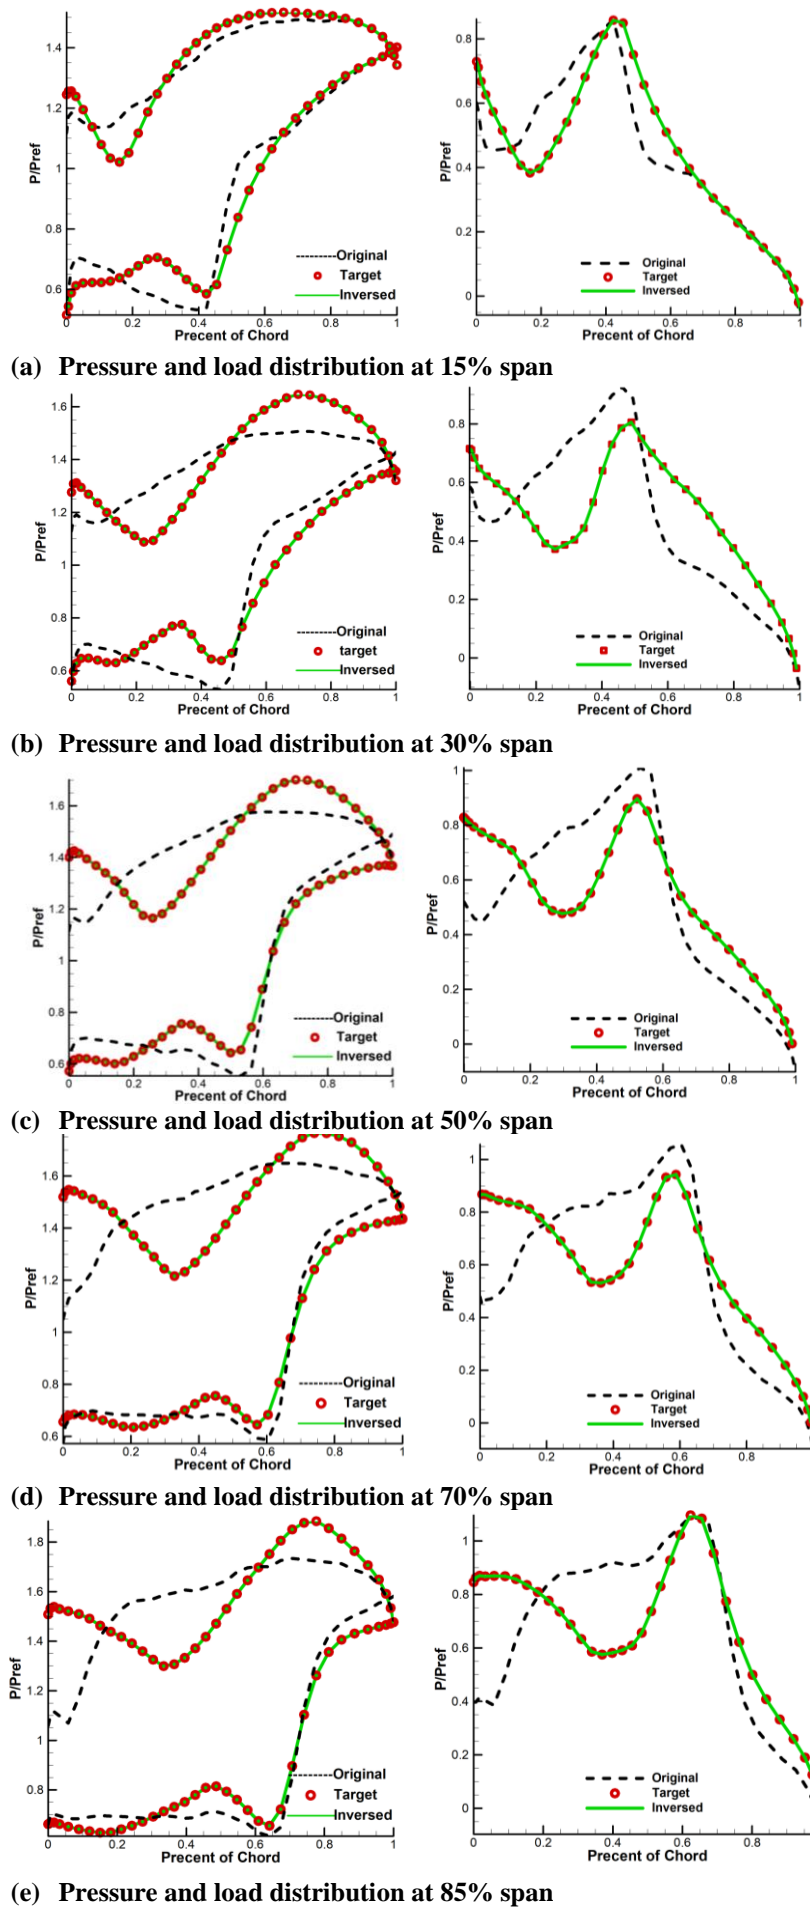 1.4
1.2
1
0.8
0.6
P/Pref
Original
Target
Inversed
0 0.2 0.4 0.6 0.8 1
Precent of Chord
0.8
0.6
0.4
0.2
0
P/Pref
Original
Target
Inversed
0 0.2 0.4 0.6 0.8 1
Precent of Chord
(a) Pressure and load distribution at 15% span
1.6
1.4
1.2
1
0.8
0.6
P/Pref
Original
target
Inversed
0 0.2 0.4 0.6 0.8 1
Precent of Chord
0.8
0.6
0.4
0.2
0
P/Pref
Original
Target
Inversed
0 0.2 0.4 0.6 0.8 1
Precent of Chord
(b) Pressure and load distribution at 30% span
1.6
1.4
1.2
1
0.8
0.6
P/Pref
Original
Target
Inversed
0 0.2 0.4 0.6 0.8 1
Precent of Chord
1
0.8
0.6
0.4
0.2
0
P/Pref
Original
Target
Inversed
0 0.2 0.4 0.6 0.8 1
Precent of Chord
(c) Pressure and load distribution at 50% span
1.6
1.4
1.2
1
0.8
0.6
P/Pref
Original
Target
Inversed
0 0.2 0.4 0.6 0.8 1
Precent of Chord
1
0.8
0.6
0.4
0.2
0
P/Pref
Original
Target
Inversed
0 0.2 0.4 0.6 0.8
Precent of Chord
(d) Pressure and load distribution at 70% span
1.8
1.6
1.4
1.2
1
0.8
P/Pref
Original
Target
Inversed
0 0.2 0.4 0.6 0.8 1
Precent of Chord
1
0.8
0.6
0.4
0.2
0
P/Pref
Original
Target
Inversed
0 0.2 0.4 0.6 0.8
Precent of Chord
(e) Pressure and load distribution at 85% span